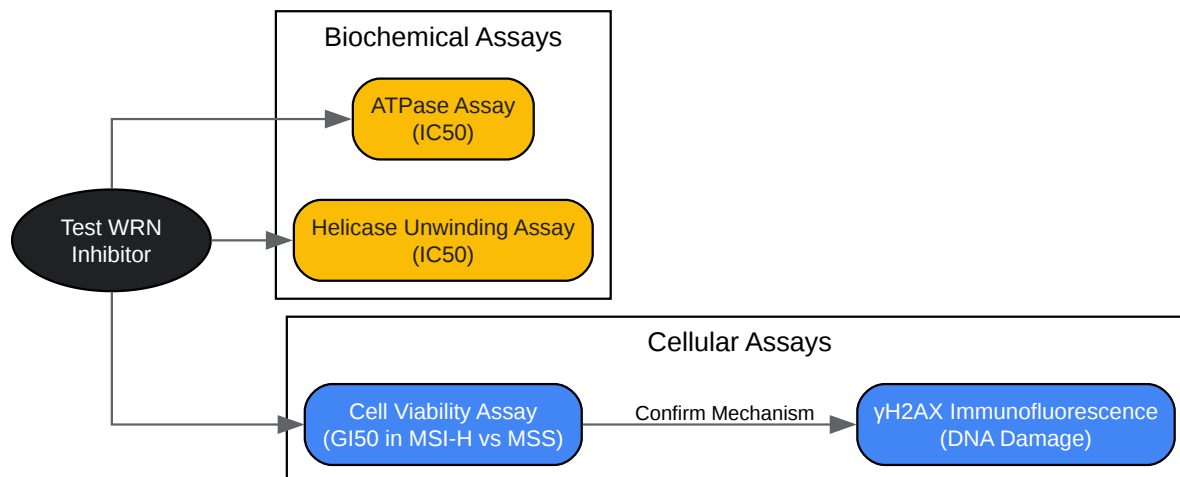 Biochemical Assays
ATPase Assay
(IC50)
Test WRN
Inhibitor
Helicase Unwinding Assay
(IC50)
Cellular Assays
Cell Viability Assay
(GI50 in MSI-H vs MSS)
Confirm Mechanism
γH2AX Immunofluorescence
(DNA Damage)